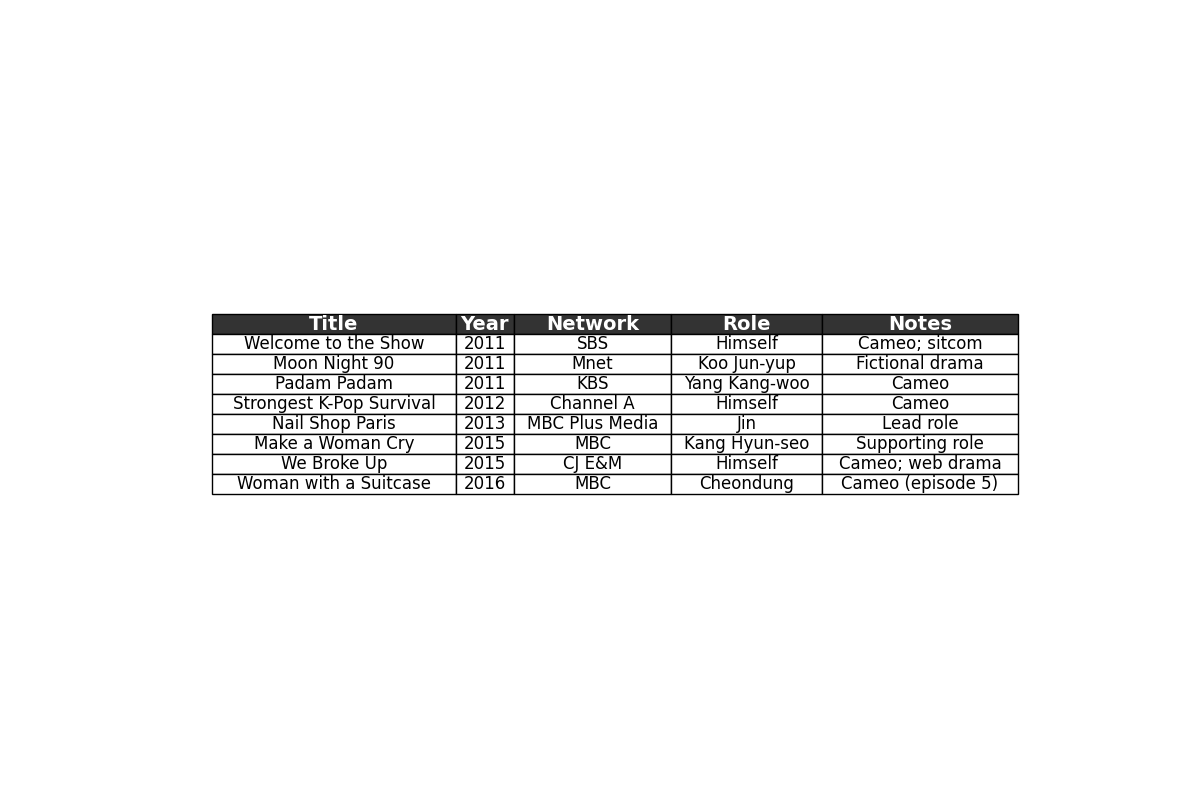 Title Year Network Role Notes
Welcome to the Show 2011 SBS Himself Cameo; sitcom
Moon Night 90 2011 Mnet Koo Jun-yup Fictional drama
Padam Padam 2011 KBS Yang Kang-woo Cameo
Strongest K-Pop Survival 2012 Channel A Himself Cameo
Nail Shop Paris 2013 MBC Plus Media Jin Lead role
Make a Woman Cry 2015 MBC Kang Hyun-seo Supporting role
We Broke Up 2015 CJ E&M Himself Cameo; web drama
Woman with a Suitcase 2016 MBC Cheondung Cameo (episode 5)